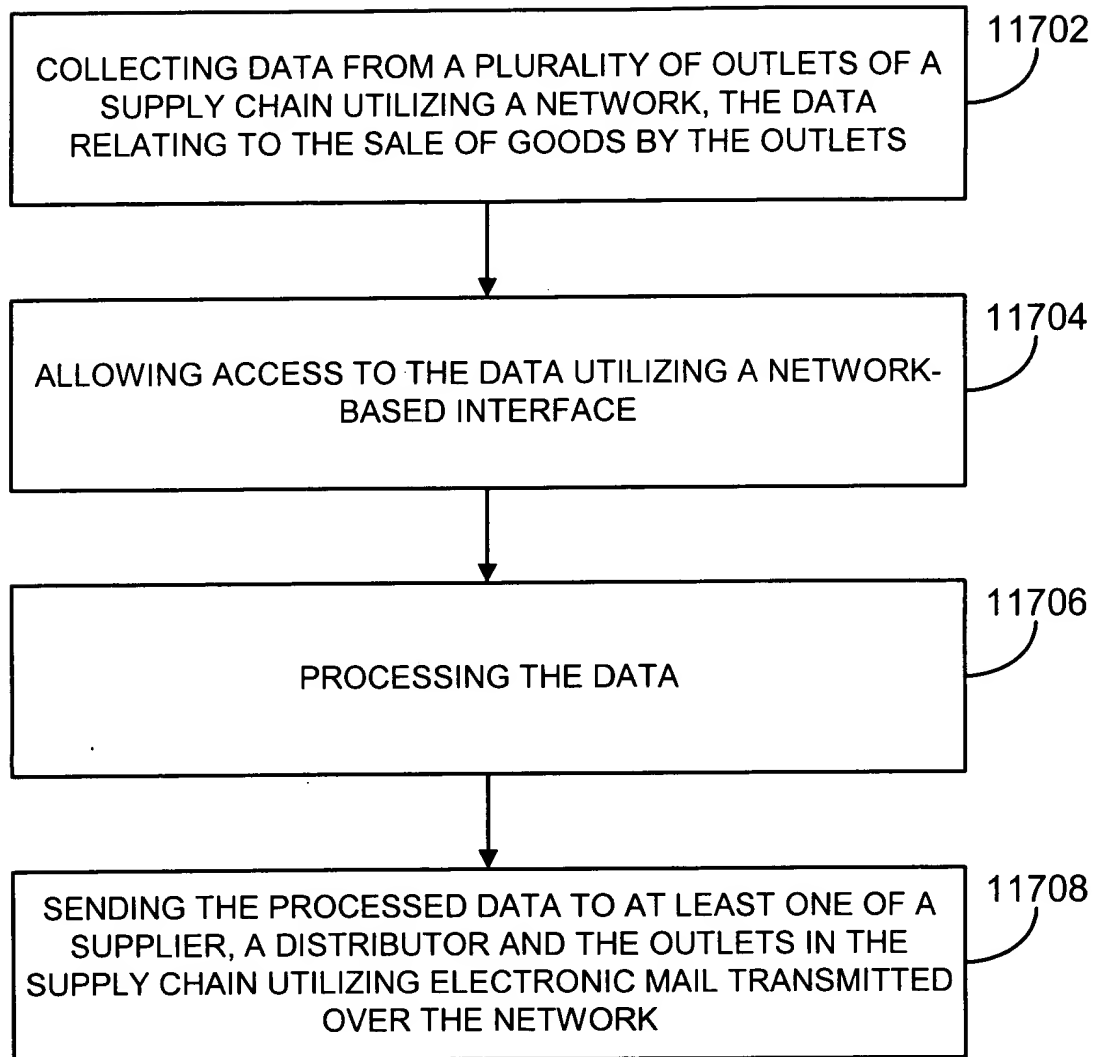 11702
COLLECTING DATA FROM A PLURALITY OF OUTLETS OF A
SUPPLY CHAIN UTILIZING A NETWORK, THE DATA
RELATING TO THE SALE OF GOODS BY THE OUTLETS
11704
ALLOWING ACCESS TO THE DATA UTILIZING A NETWORK-
BASED INTERFACE
11706
PROCESSING THE DATA
11708
SENDING THE PROCESSED DATA TO AT LEAST ONE OF A
SUPPLIER, A DISTRIBUTOR AND THE OUTLETS IN THE
SUPPLY CHAIN UTILIZING ELECTRONIC MAIL TRANSMITTED
OVER THE NETWORK